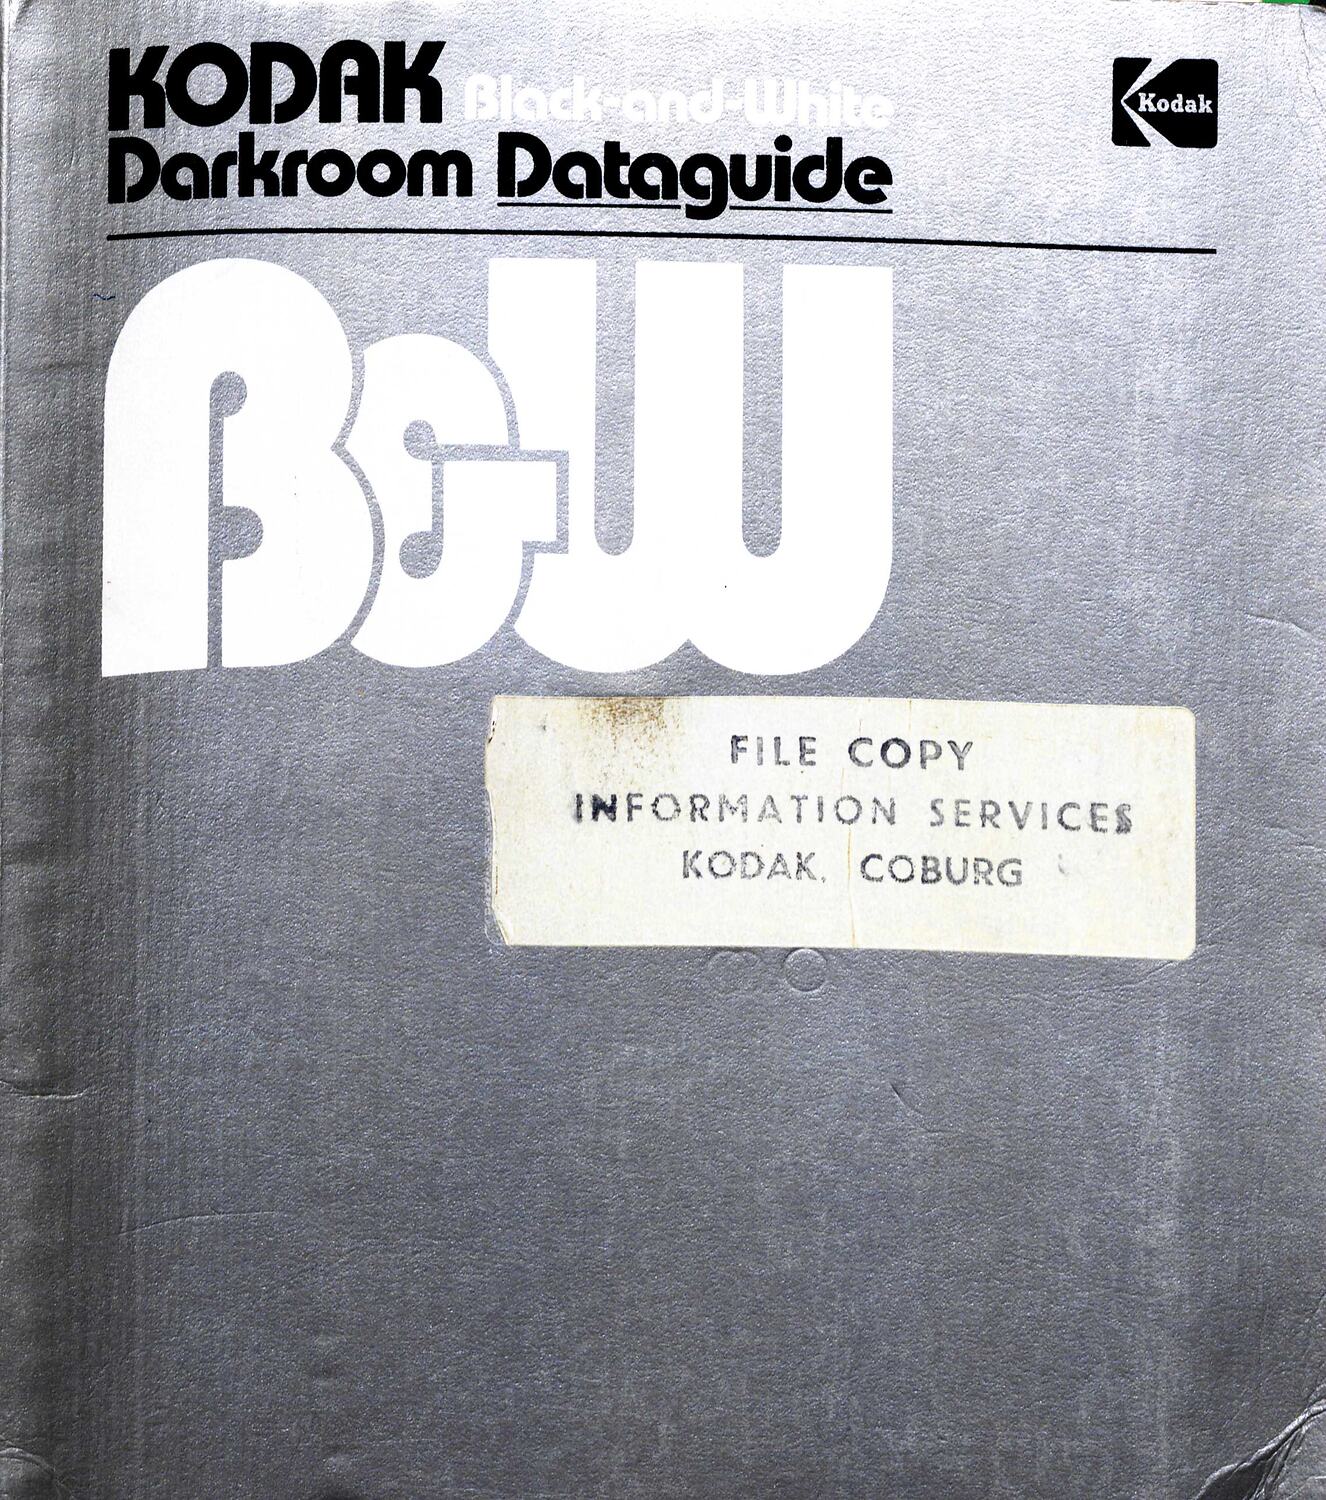 KODAK Black-and-White
Darkroom Dataguide
Kodak
B&W
FILE COPY
INFORMATION SERVICES
KODAK, COBURG